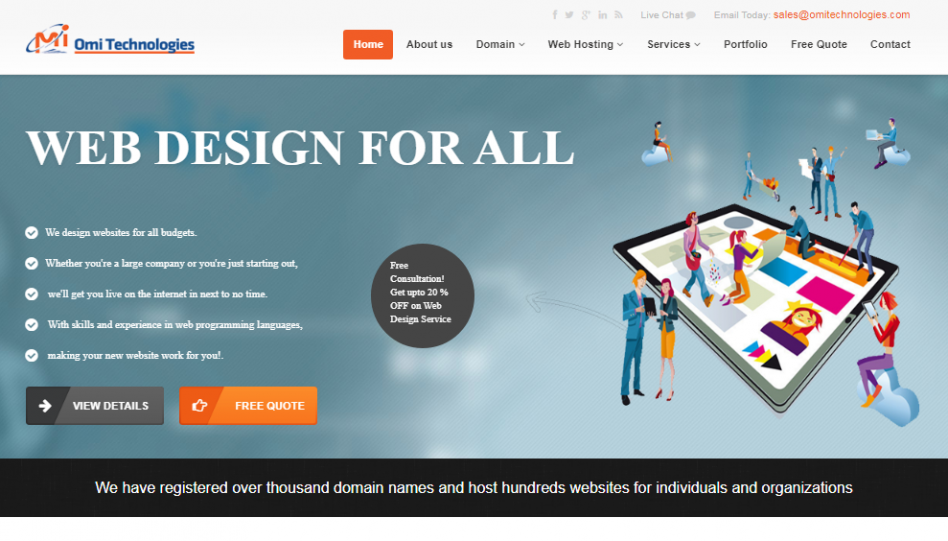 Live Chat
Email Today: sales@omitechnologies.com
Mi Omi Technologies
Home About us Domain Web Hosting Services Portfolio Free Quote Contact
WEB DESIGN FOR ALL
We design websites for all budgets.
Whether you're a large company or you're just starting out,
we'll get you live on the internet in next to no time.
With skills and experience in web programming languages,
making your new website work for you!.
Free
Consultation!
Get upto 20 %
OFF on Web
Design Service
VIEW DETAILS
FREE QUOTE
We have registered over thousand domain names and host hundreds websites for individuals and organizations